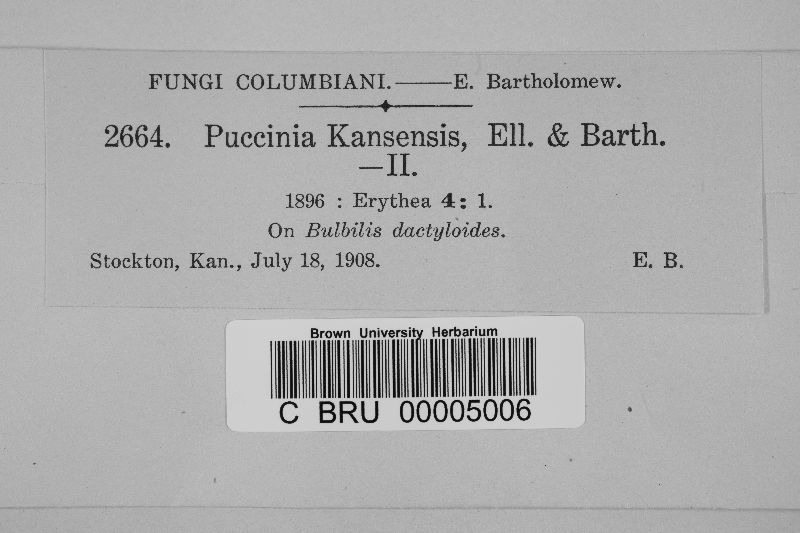 FUNGI COLUMBIANI.——E. Bartholomew.
2664. Puccinia Kansensis, Ell. & Barth.
—II.
1896 : Erythea 4: 1.
On Bulbilis dactyloides.
Stockton, Kan., July 18, 1908. E. B.
Brown University Herbarium
C BRU 00005006